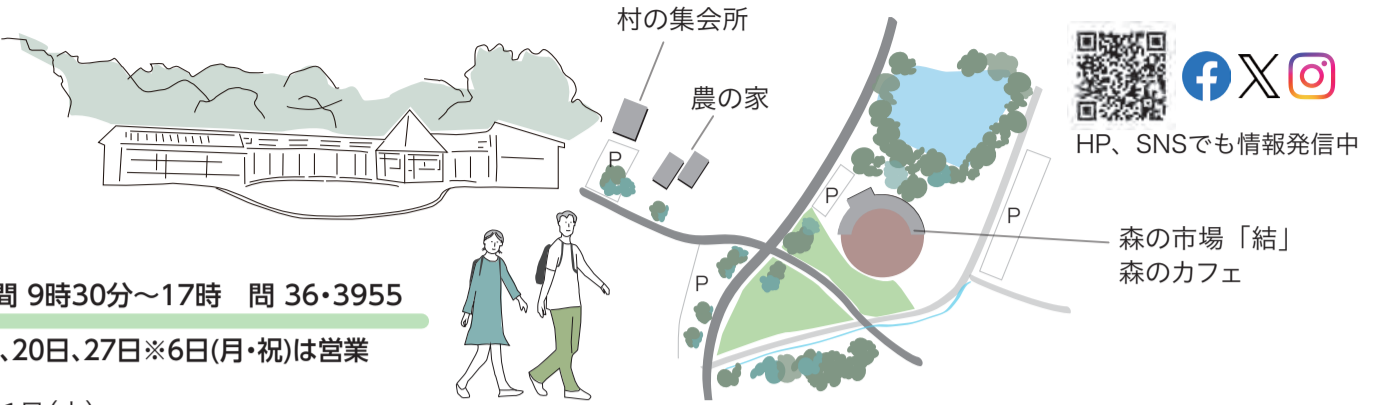 村の集会所
農の家
P
P
P
P
HP、SNSでも情報発信中
森の市場「結」
森のカフェ
間 9時30分〜17時　問 36・3955
、20日、27日※6日(月・祝)は営業